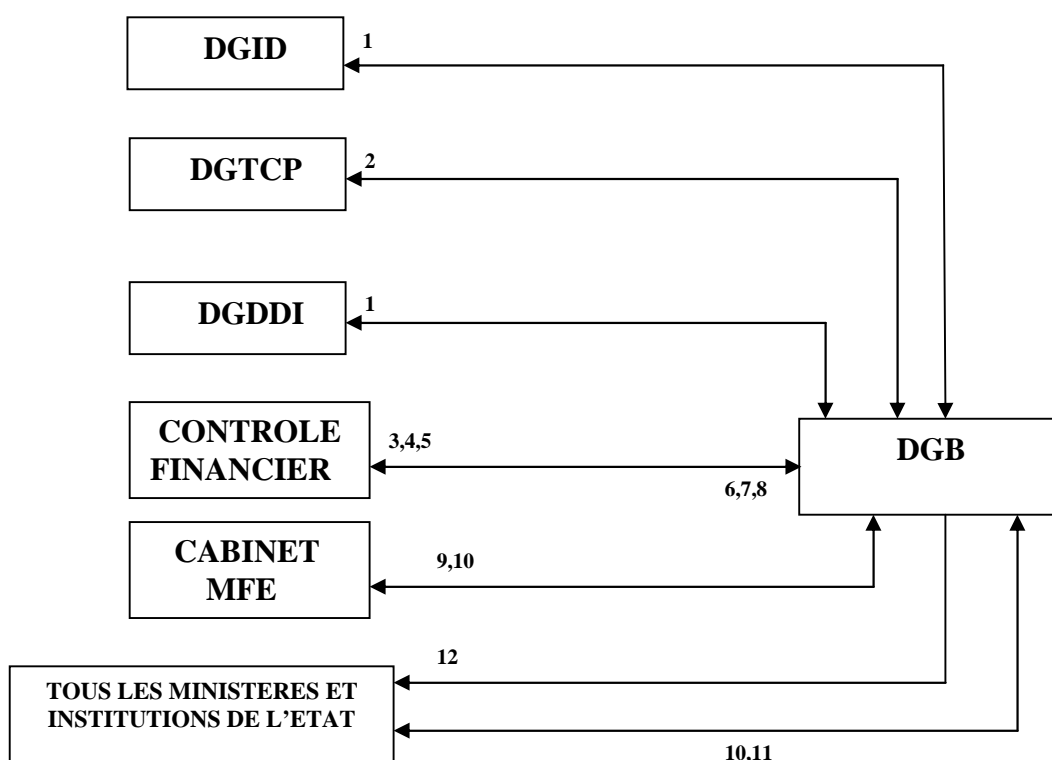 DGID
1
DGTCP
2
DGDDI
1
CONTROLE
FINANCIER
3,4,5
6,7,8
DGB
CABINET
MFE
9,10
12
TOUS LES MINISTERES ET
INSTITUTIONS DE L’ETAT
10,11